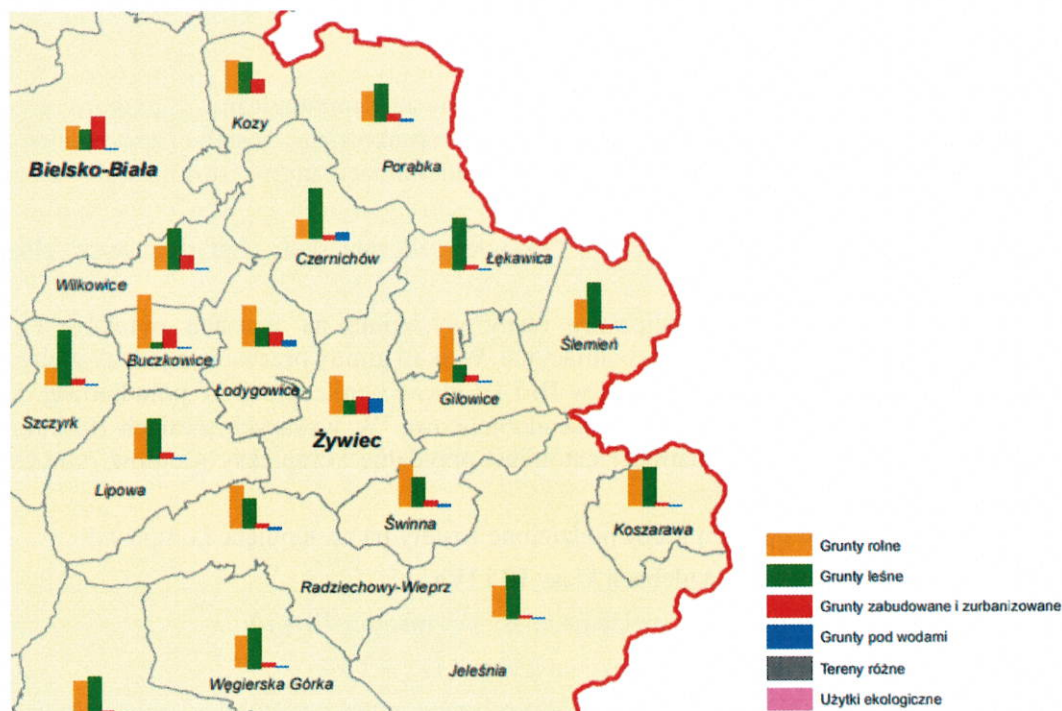 Kozy
Bielsko-Biała
Porąbka
Czernichów
Łękawica
Wilkowice
Ślemień
Buczkowice
Łodygowice
Gilowice
Szczyrk
Żywiec
Lipowa
Świnna
Koszarawa
Radziechowy-Wieprz
Jeleśnia
Węgierska Górka
Grunty rolne
Grunty leśne
Grunty zabudowane i zurbanizowane
Grunty pod wodami
Tereny różne
Użytki ekologiczne